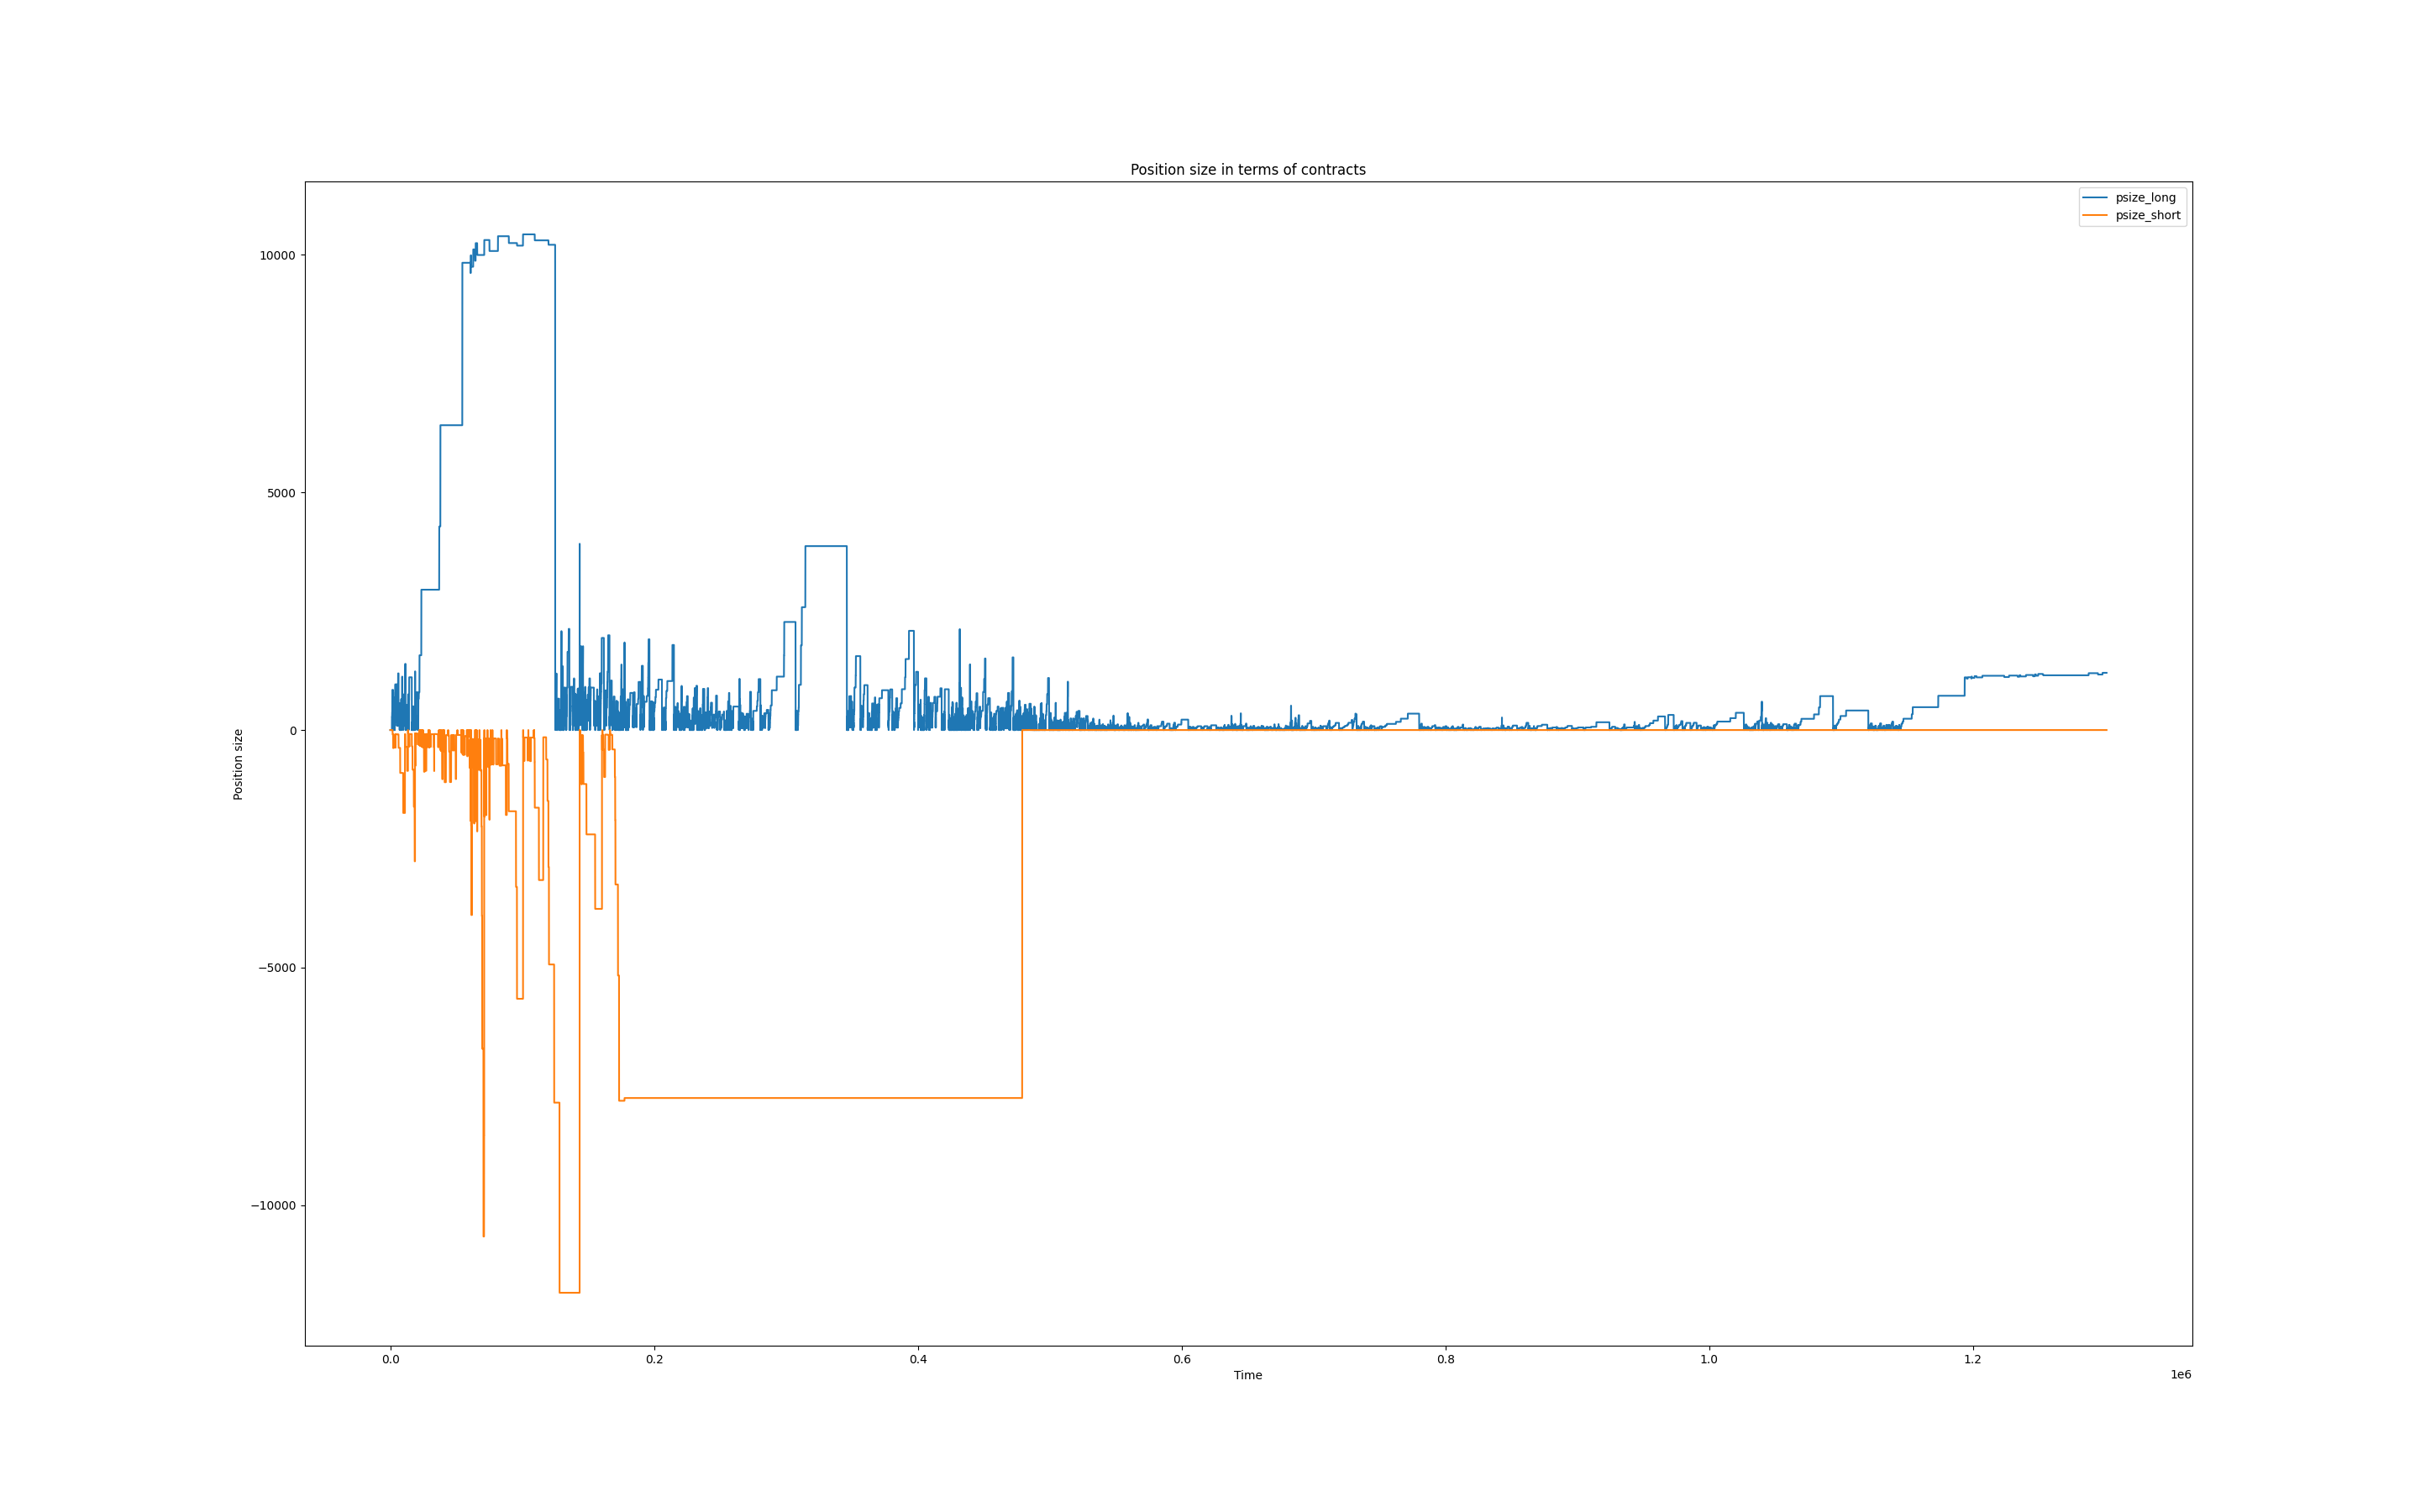 Position size in terms of contracts
psize_long
psize_short
10000
5000
0
−5000
−10000
Position size
0.0
0.2
0.4
0.6
0.8
1.0
1.2
1e6
Time